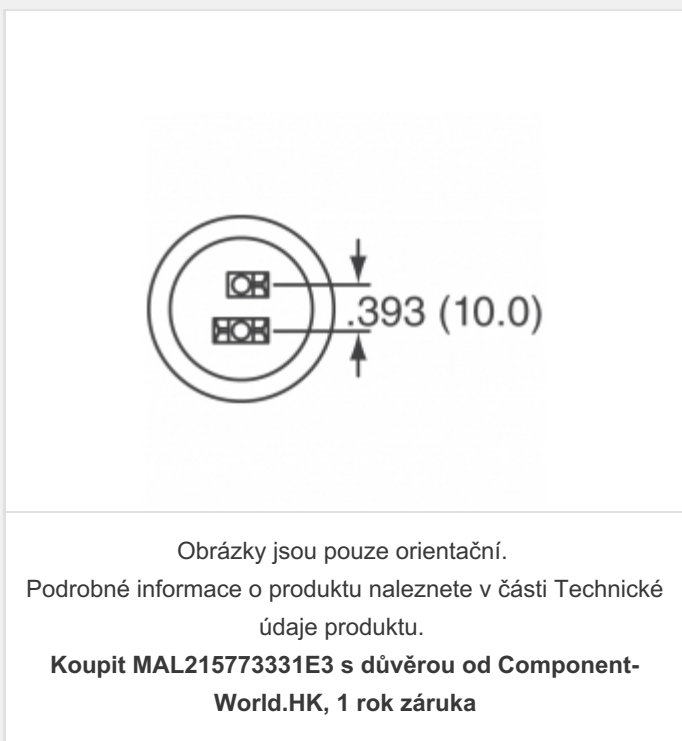 .393 (10.0)
Obrázky jsou pouze orientační.
Podrobné informace o produktu naleznete v části Technické
údaje produktu.
Koupit MAL215773331E3 s důvěrou od Component-
World.HK, 1 rok záruka